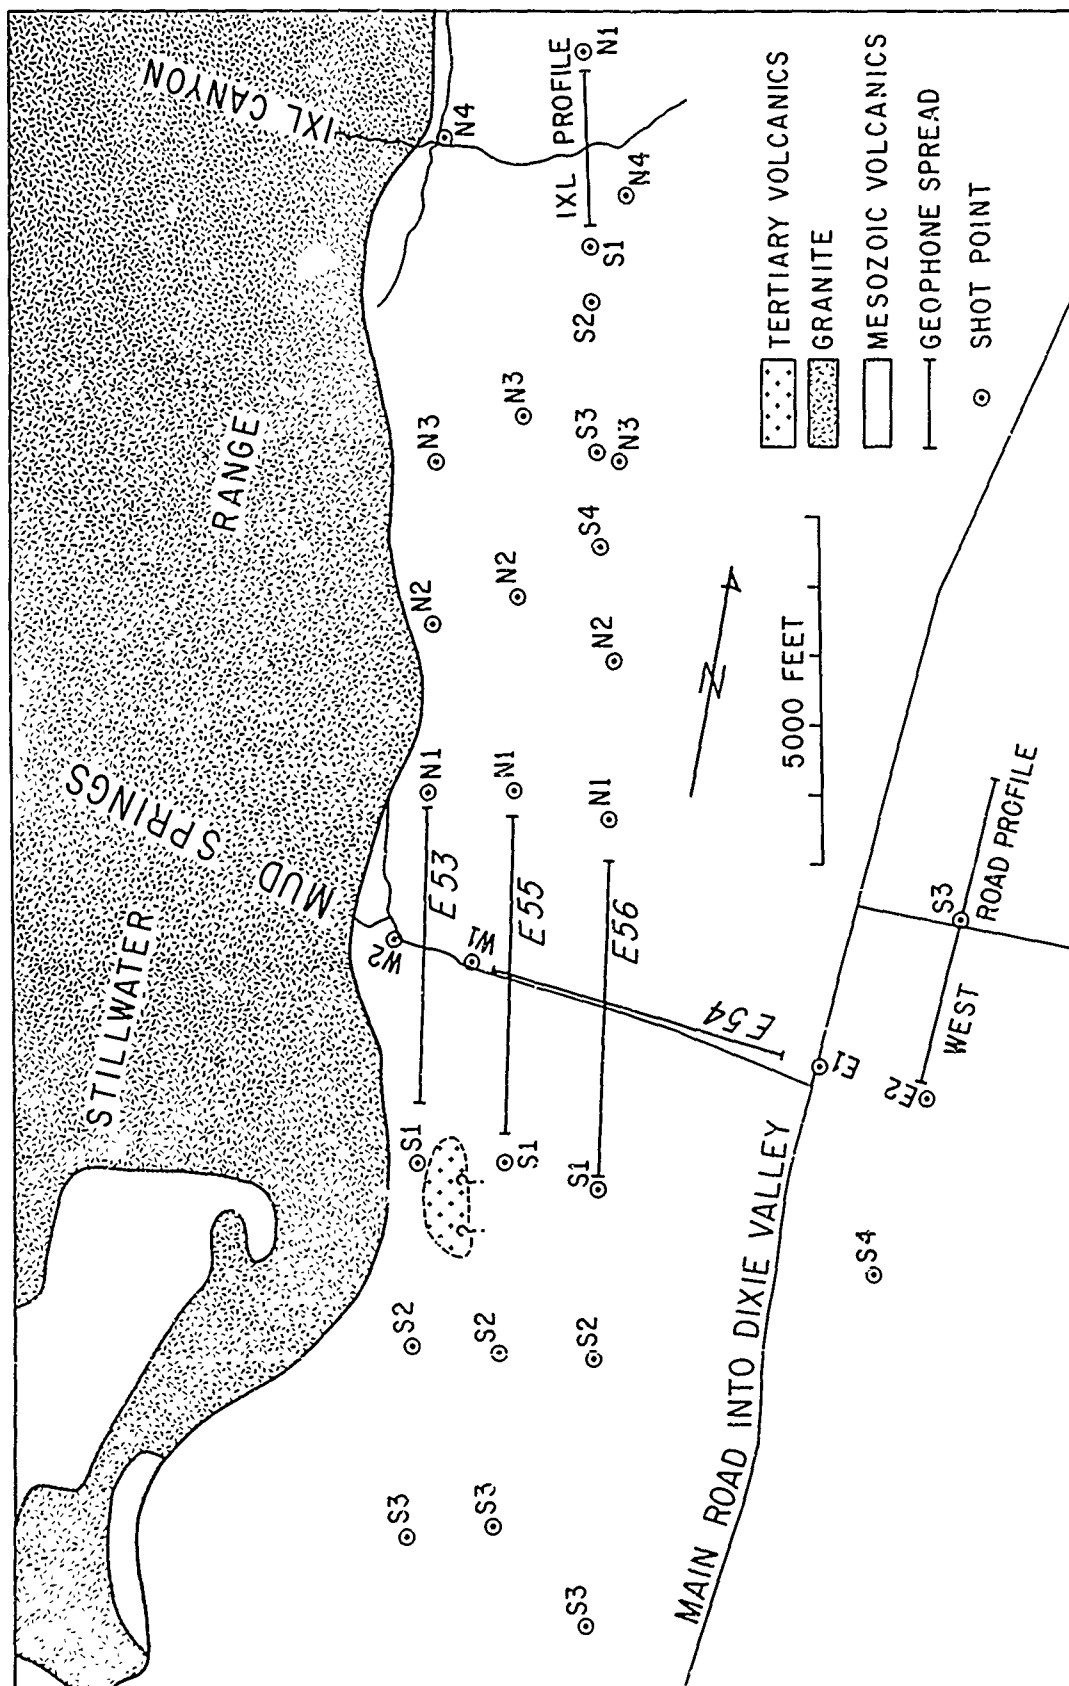 IXL CANYON
STILLWATER
RANGE
MUD SPRINGS
N4
N1
IXL PROFILE
N4
S1
S2
N3
N3
S3
N3
S4
N2
N2
N2
N1
N1
N1
E53
E55
E56
W2
W1
E54
E1
E2
S1
S1
S1
? ?
S2
S2
S2
S3
S3
S3
S3
S4
WEST
ROAD PROFILE
MAIN ROAD INTO DIXIE VALLEY
N
5000 FEET
TERTIARY VOLCANICS
GRANITE
MESOZOIC VOLCANICS
GEOPHONE SPREAD
SHOT POINT